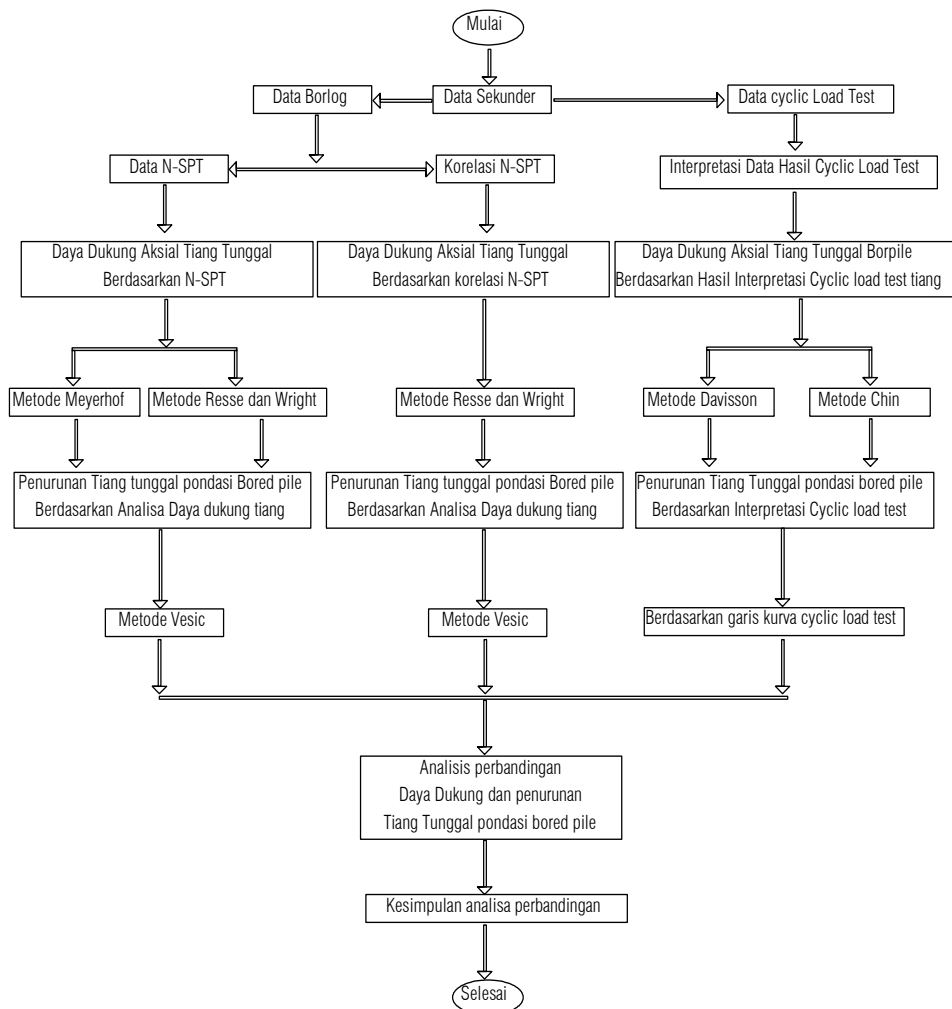 Mulai
Data Borlog
Data Sekunder
Data cyclic Load Test
Data N-SPT
Korelasi N-SPT
Interpretasi Data Hasil Cyclic Load Test
Daya Dukung Aksial Tiang Tunggal
Berdasarkan N-SPT
Daya Dukung Aksial Tiang Tunggal
Berdasarkan korelasi N-SPT
Daya Dukung Aksial Tiang Tunggal Borpile
Berdasarkan Hasil Interpretasi Cyclic load test tiang
Metode Meyerhof
Metode Resse dan Wright
Metode Resse dan Wright
Metode Davisson
Metode Chin
Penurunan Tiang tunggal pondasi Bored pile
Berdasarkan Analisa Daya dukung tiang
Penurunan Tiang tunggal pondasi Bored pile
Berdasarkan Analisa Daya dukung tiang
Penurunan Tiang Tunggal pondasi bored pile
Berdasarkan Interpretasi Cyclic load test
Metode Vesic
Metode Vesic
Berdasarkan garis kurva cyclic load test
Analisis perbandingan
Daya Dukung dan penurunan
Tiang Tunggal pondasi bored pile
Kesimpulan analisa perbandingan
Selesai